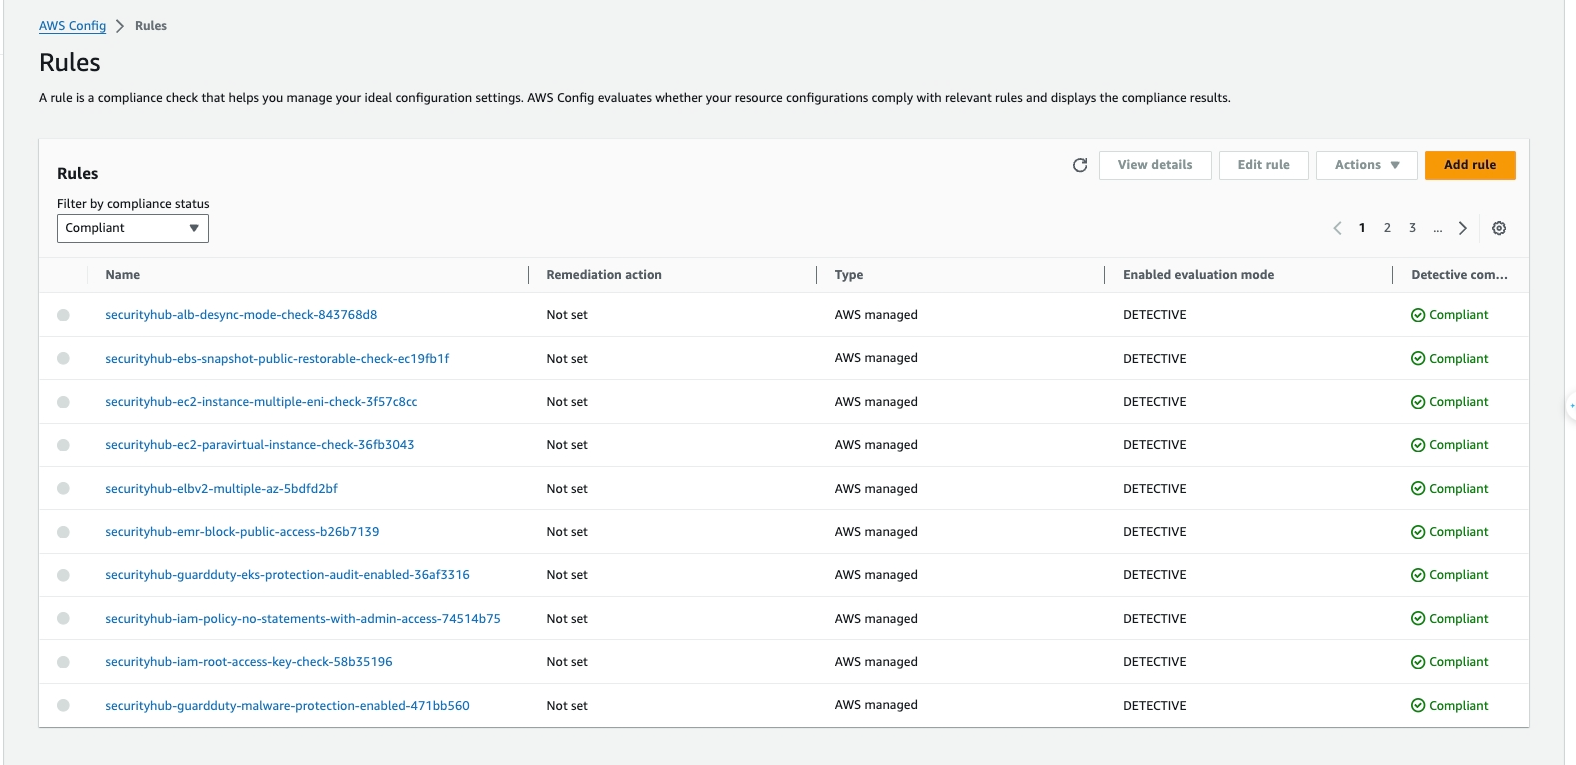 AWS Config > Rules
Rules
A rule is a compliance check that helps you manage your ideal configuration settings. AWS Config evaluates whether your resource configurations comply with relevant rules and displays the compliance results.
Rules
View details Edit rule Actions Add rule
Filter by compliance status
Compliant
1 2 3 ...
Name Remediation action Type Enabled evaluation mode Detective com...
securityhub-alb-desync-mode-check-843768d8 Not set AWS managed DETECTIVE Compliant
securityhub-ebs-snapshot-public-restorable-check-ec19fb1f Not set AWS managed DETECTIVE Compliant
securityhub-ec2-instance-multiple-eni-check-3f57c8cc Not set AWS managed DETECTIVE Compliant
securityhub-ec2-paravirtual-instance-check-36fb3043 Not set AWS managed DETECTIVE Compliant
securityhub-elbv2-multiple-az-5bdfd2bf Not set AWS managed DETECTIVE Compliant
securityhub-emr-block-public-access-b26b7139 Not set AWS managed DETECTIVE Compliant
securityhub-guardduty-eks-protection-audit-enabled-36af3316 Not set AWS managed DETECTIVE Compliant
securityhub-iam-policy-no-statements-with-admin-access-74514b75 Not set AWS managed DETECTIVE Compliant
securityhub-iam-root-access-key-check-58b35196 Not set AWS managed DETECTIVE Compliant
securityhub-guardduty-malware-protection-enabled-471bb560 Not set AWS managed DETECTIVE Compliant